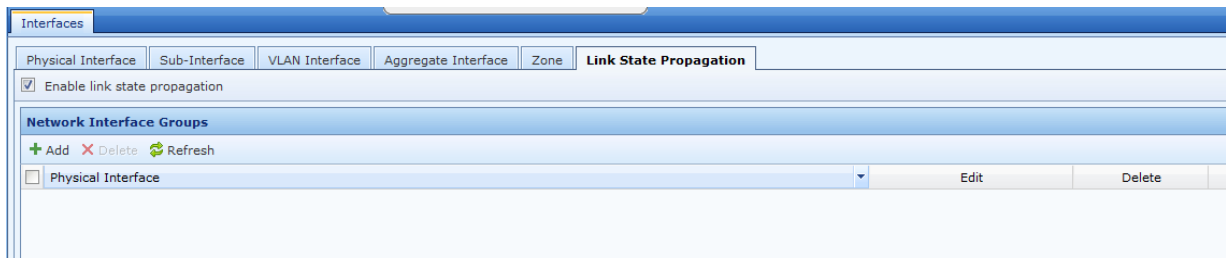 Interfaces
Physical Interface Sub-Interface VLAN Interface Aggregate Interface Zone Link State Propagation
Enable link state propagation
Network Interface Groups
Add Delete Refresh
Physical Interface Edit Delete